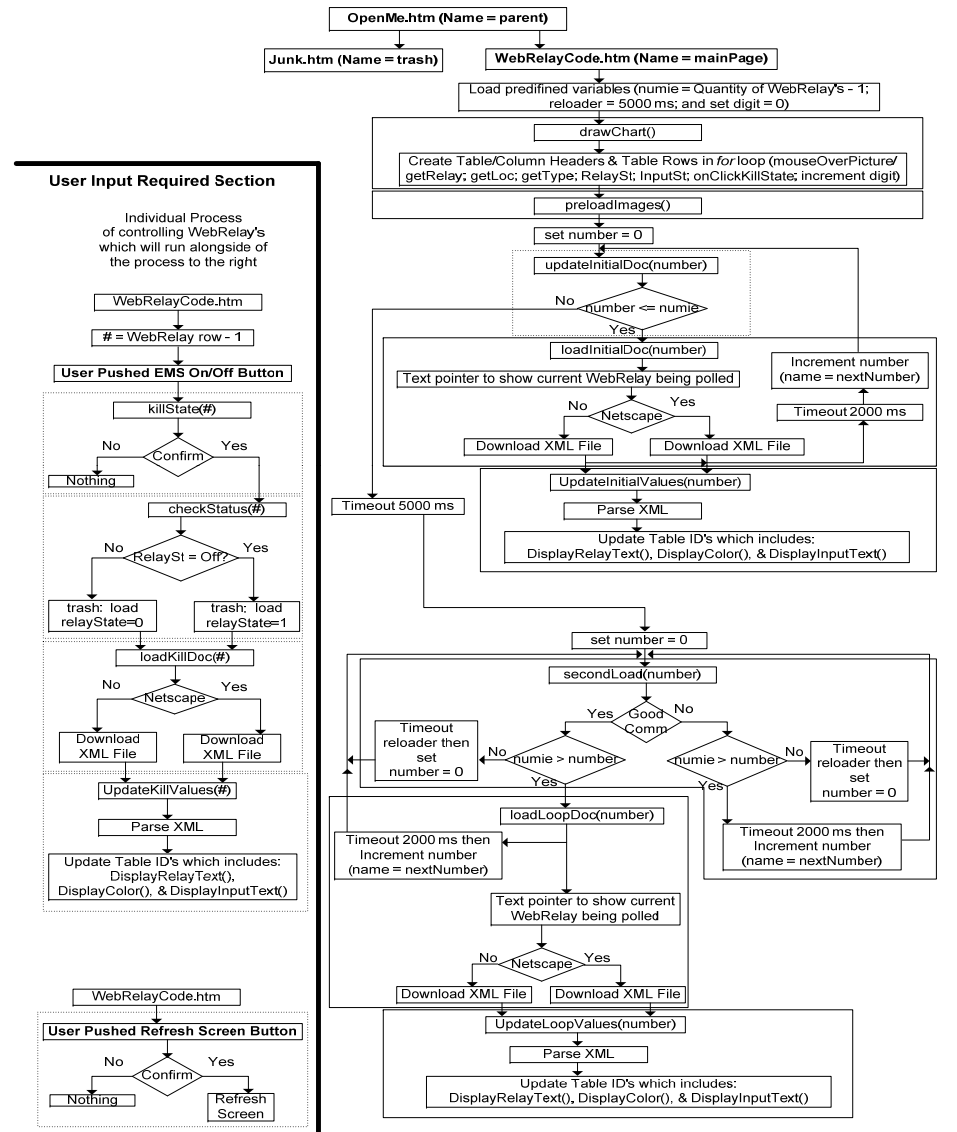 OpenMe.htm (Name = parent)
Junk.htm (Name = trash)
WebRelayCode.htm (Name = mainPage)
Load predifined variables (numie = Quantity of WebRelay's - 1;
reloader = 5000 ms; and set digit = 0)
drawChart()
Create Table/Column Headers & Table Rows in for loop (mouseOverPicture/
getRelay; getLoc; getType; RelaySt; InputSt; onClickKillState; increment digit)
preloadImages()
set number = 0
updateInitialDoc(number)
number <= numie
No
Yes
loadInitialDoc(number)
Text pointer to show current WebRelay being polled
Netscape
No
Yes
Download XML File
Download XML File
Increment number
(name = nextNumber)
Timeout 2000 ms
UpdateInitialValues(number)
Parse XML
Update Table ID's which includes:
DisplayRelayText(), DisplayColor(), & DisplayInputText()
Timeout 5000 ms
set number = 0
secondLoad(number)
Good
Comm
Yes
No
Timeout
reloader then
set
number = 0
No
numie > number
Yes
numie > number
No
Yes
Timeout
reloader then
set
number = 0
loadLoopDoc(number)
Timeout 2000 ms then
Increment number
(name = nextNumber)
Timeout 2000 ms then
Increment number
(name = nextNumber)
Text pointer to show current
WebRelay being polled
Netscape
No
Yes
Download XML File
Download XML File
UpdateLoopValues(number)
Parse XML
Update Table ID's which includes:
DisplayRelayText(), DisplayColor(), & DisplayInputText()
User Input Required Section
Individual Process
of controlling WebRelay's
which will run alongside of
the process to the right
WebRelayCode.htm
# = WebRelay row - 1
User Pushed EMS On/Off Button
killState(#)
No
Yes
Confirm
Nothing
checkStatus(#)
No
Yes
RelaySt = Off?
trash: load
relayState=0
trash: load
relayState=1
loadKillDoc(#)
No
Yes
Netscape
Download
XML File
Download
XML File
UpdateKillValues(#)
Parse XML
Update Table ID's which includes:
DisplayRelayText(),
DisplayColor(), & DisplayInputText()
WebRelayCode.htm
User Pushed Refresh Screen Button
No
Yes
Confirm
Nothing
Refresh
Screen